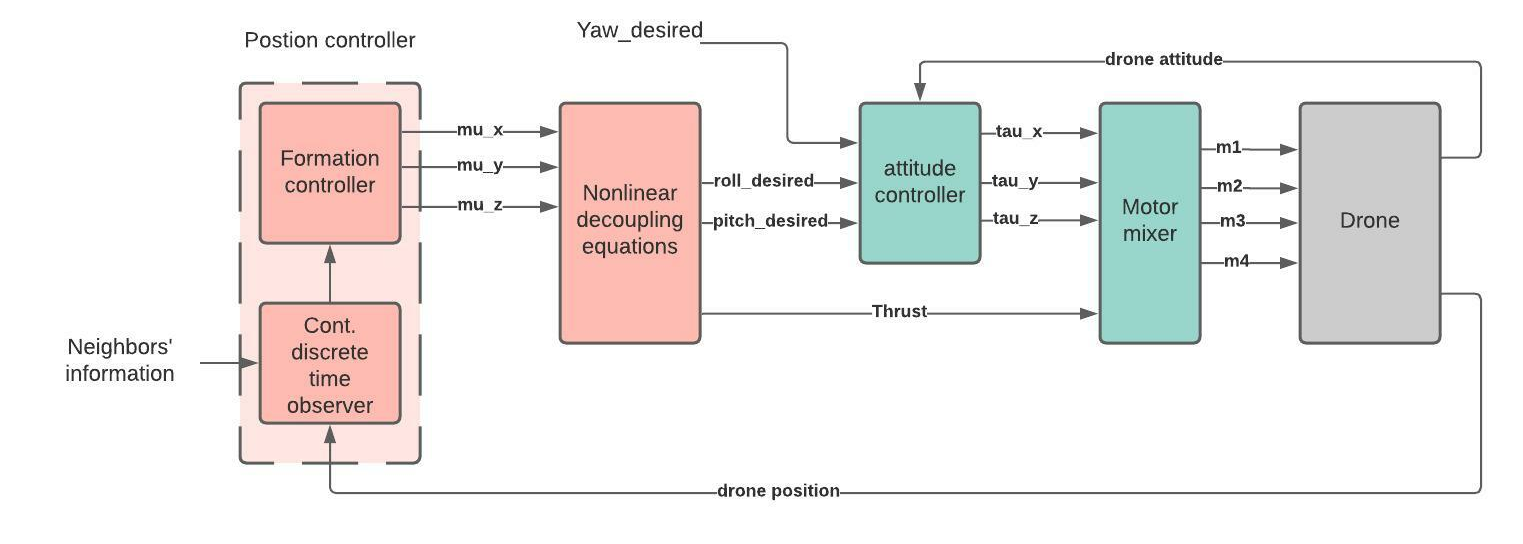 Postion controller
Yaw_desired
drone attitude
Formation
controller
mu_x
mu_y
mu_z
Nonlinear
decoupling
equations
roll_desired
pitch_desired
Thrust
attitude
controller
tau_x
tau_y
tau_z
Motor
mixer
m1
m2
m3
m4
Drone
Neighbors'
information
Cont.
discrete
time
observer
drone position